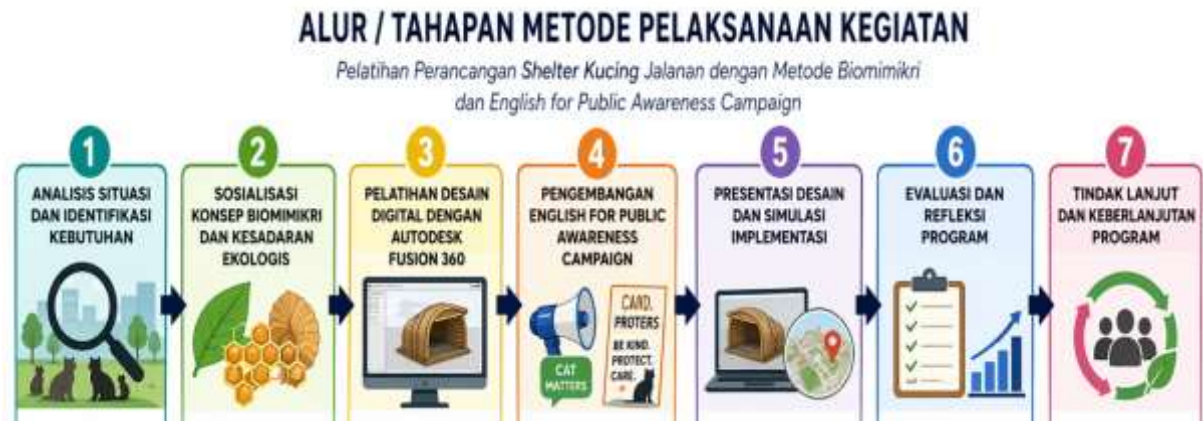 ALUR / TAHAPAN METODE PELAKSANAAN KEGIATAN
Pelatihan Perancangan Shelter Kucing Jalanan dengan Metode Biomimikri
dan English for Public Awareness Campaign
1
ANALISIS SITUASI
DAN IDENTIFIKASI
KEBUTUHAN
2
SOSIALISASI
KONSEP BIOMIMIKRI
DAN KESADARAN
EKOLOGIS
3
PELATIHAN DESAIN
DIGITAL DENGAN
AUTODESK
FUSION 360
4
PENGEMBANGAN
ENGLISH FOR PUBLIC
AWARENESS
CAMPAIGN
CARD,
PROTERS
BE KIND.
PROTECT.
CARE.
CAT
MATTERS
5
PRESENTASI DESAIN
DAN SIMULASI
IMPLEMENTASI
6
EVALUASI DAN
REFLEKSI
PROGRAM
7
TINDAK LANJUT
DAN KEBERLANJUTAN
PROGRAM